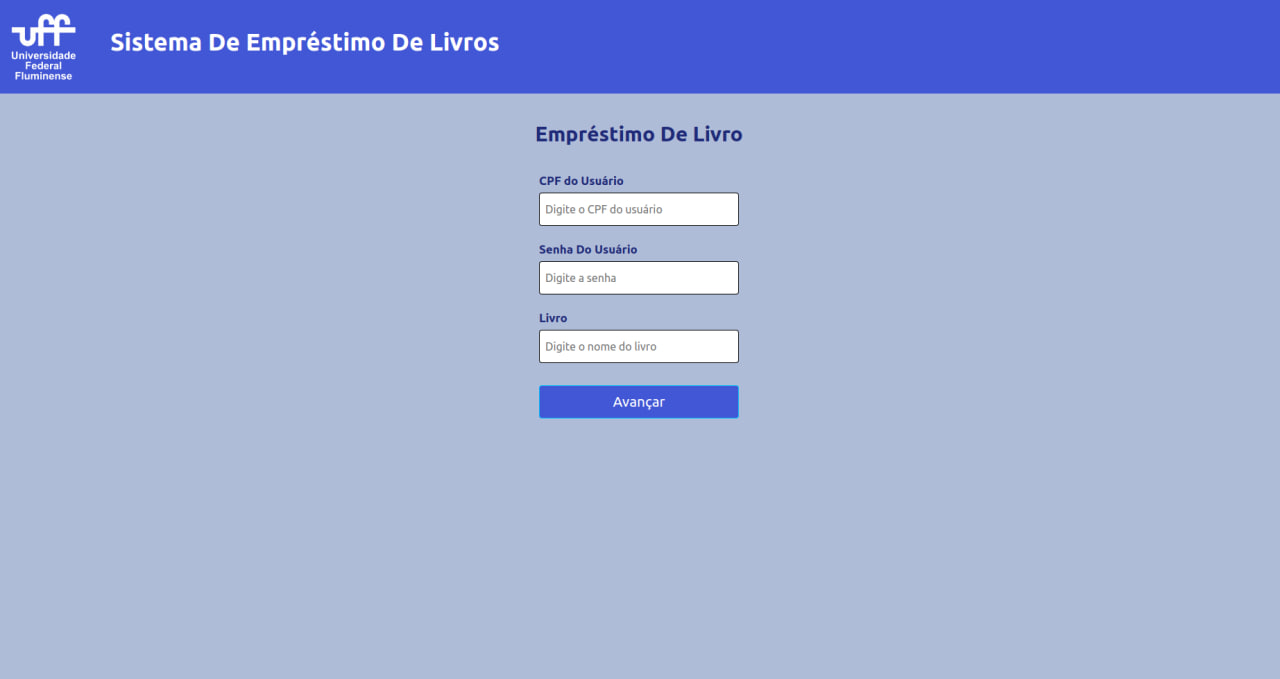 uff
Universidade
Federal
Fluminense
Sistema De Empréstimo De Livros
Empréstimo De Livro
CPF do Usuário
Digite o CPF do usuário
Senha Do Usuário
Digite a senha
Livro
Digite o nome do livro
Avançar